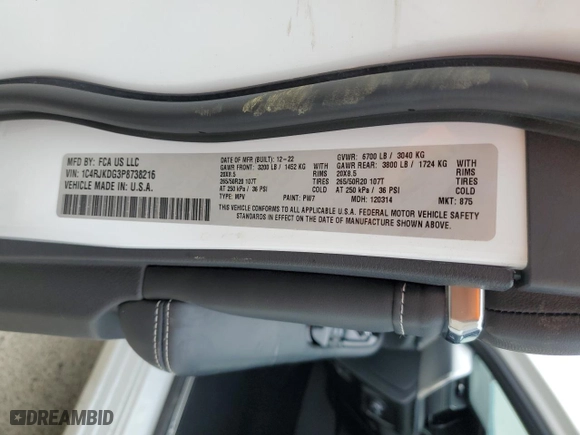 MFD BY: FCA US LLC
VIN: 1C4RJKDG3P8738216
VEHICLE MADE IN U.S.A.
DATE OF MFR (BUILT): 12-22 GVWR: 6700 LB / 3040 KG
GAWR FRONT: 3200 LB / 1452 KG WITH GAWR REAR: 3800 LB / 1724 KG WITH
20X8.5 RIMS 20X8.5 RIMS
265/50R20 107T TIRES 265/50R20 107T TIRES
AT 250 kPa / 36 PSI AT 250 kPa / 36 PSI
TYPE: MPV PAINT: PW7 MDH: 120314 MKT: 875
THIS VEHICLE CONFORMS TO ALL APPLICABLE U.S.A. FEDERAL MOTOR VEHICLE SAFETY
STANDARDS IN EFFECT ON THE DATE OF MANUFACTURE SHOWN ABOVE.
DREAMBID